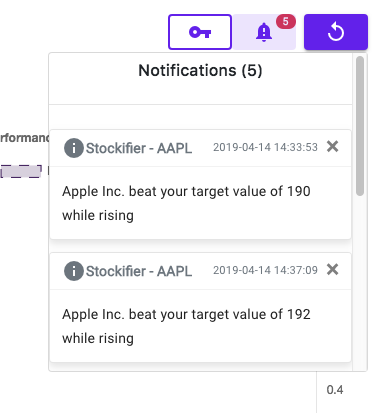 5
Notifications (5)
rformanc
Stockifier - AAPL 2019-04-14 14:33:53
Apple Inc. beat your target value of 190
while rising
Stockifier - AAPL 2019-04-14 14:37:09
Apple Inc. beat your target value of 192
while rising
0.4